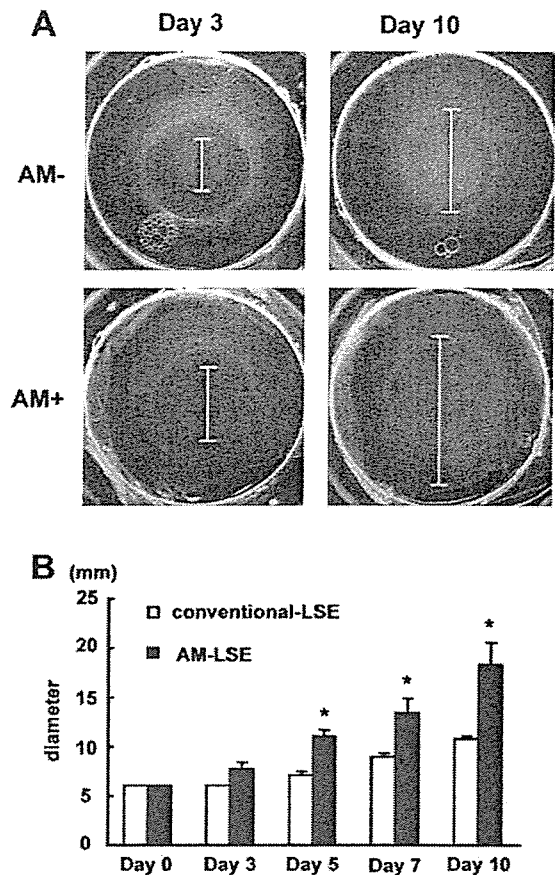 A Day 3 Day 10
AM-
AM+
B (mm)
25
20
15
10
5
0
diameter
conventional-LSE
AM-LSE
* * *
Day 0 Day 3 Day 5 Day 7 Day 10